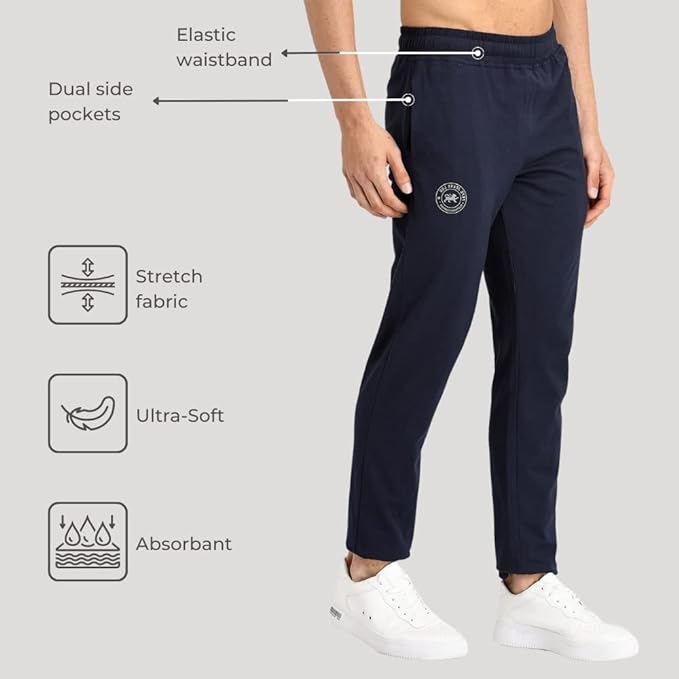 Elastic
waistband
Dual side
pockets
Stretch
fabric
Ultra-Soft
Absorbant